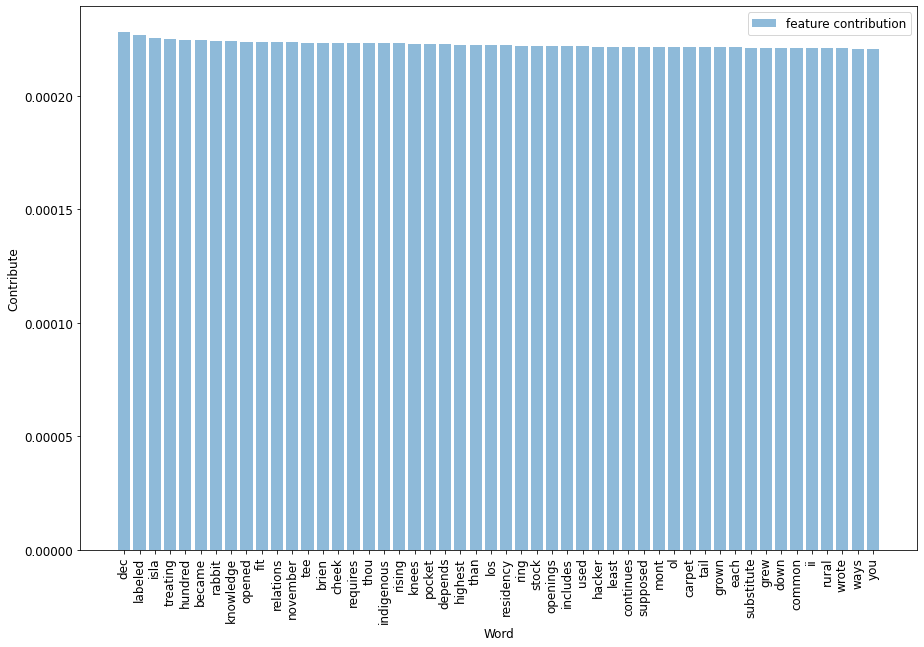 feature contribution
Contribute
0.00020
0.00015
0.00010
0.00005
0.00000
dec
labeled
isla
treating
hundred
became
rabbit
knowledge
opened
fit
relations
november
tee
brien
cheek
requires
thou
indigenous
rising
knees
pocket
depends
highest
than
los
residency
ring
stock
openings
includes
used
hacker
least
continues
supposed
mont
ol
carpet
tail
grown
each
substitute
grew
down
common
ii
rural
wrote
ways
you
Word